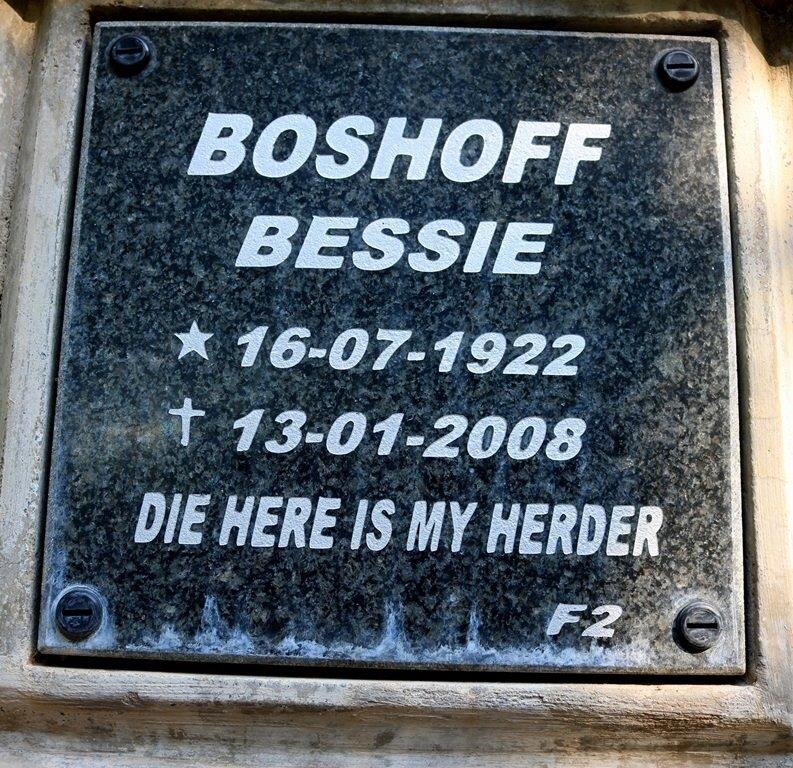 BOSHOFF
BESSIE
★ 16-07-1922
✝ 13-01-2008
DIE HERE IS MY HERDER
F2